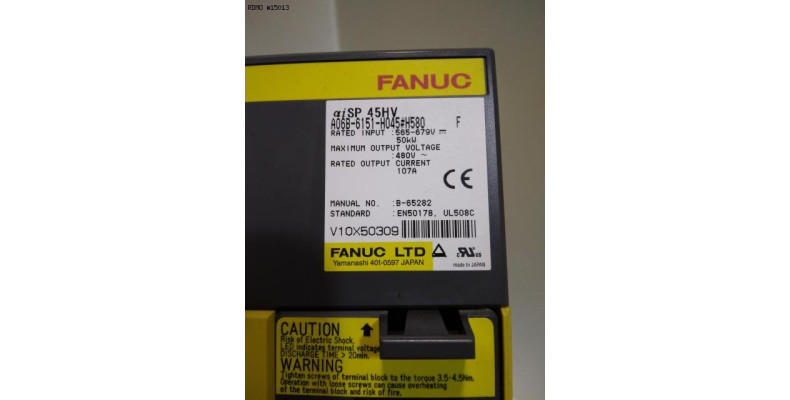 RDMO #15013
FANUC
αiSP 45HV
A06B-6151-H045#H580 F
RATED INPUT :565-679V ⎓
50kW
MAXIMUM OUTPUT VOLTAGE
:480V ~
RATED OUTPUT CURRENT
107A
CE
MANUAL NO. :B-65282
STANDARD :EN50178, UL508C
V10X50309
FANUC LTD
Yamanashi 401-0597 JAPAN
c RU us
made in JAPAN
CAUTION
Risk of Electric Shock.
LED indicates terminal voltage
DISCHARGE TIME > 20min.
WARNING
Tighten screws of terminal block to the torque 3.5-4.5Nm.
Operation with loose screws can cause overheating
of the terminal block and risk of fire.